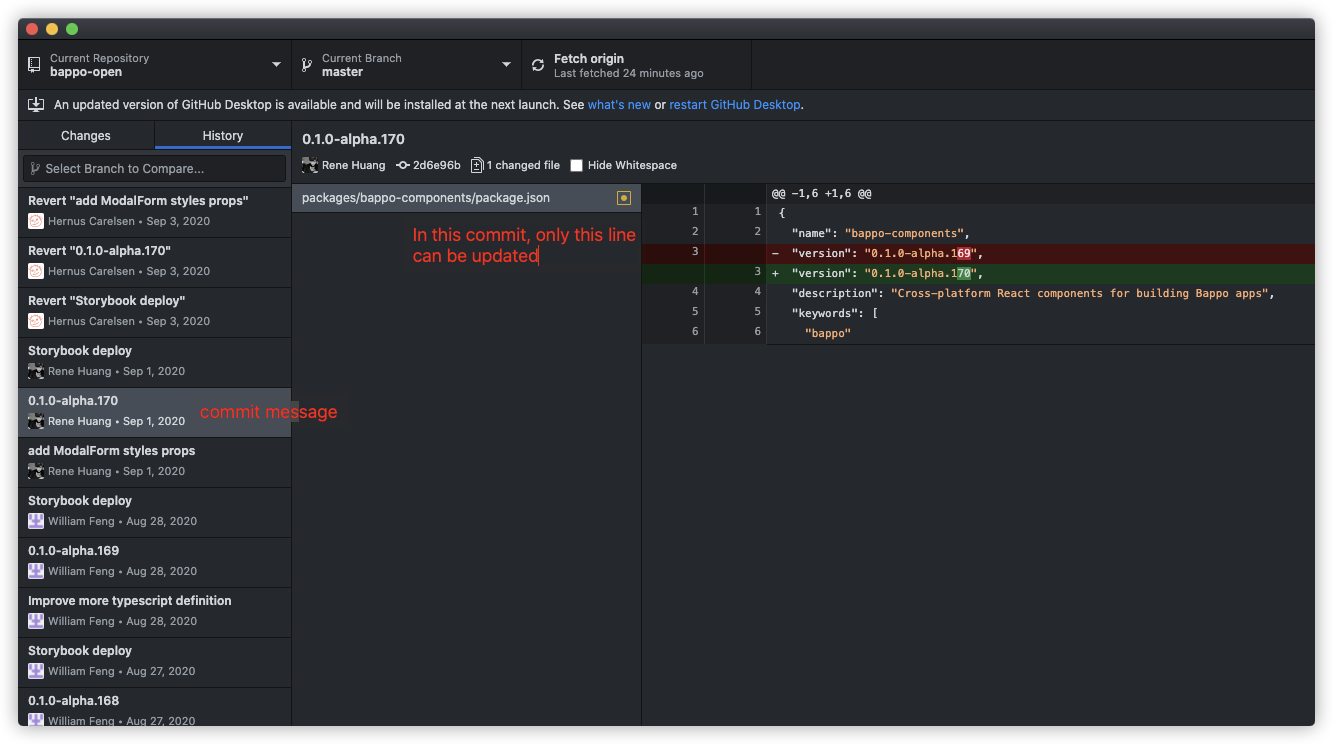 Current Repository
bappo-open
Current Branch
master
Fetch origin
Last fetched 24 minutes ago
An updated version of GitHub Desktop is available and will be installed at the next launch. See what's new or restart GitHub Desktop.
Changes
History
Select Branch to Compare...
Revert "add ModalForm styles props"
Hernus Carelsen • Sep 3, 2020
Revert "0.1.0-alpha.170"
Hernus Carelsen • Sep 3, 2020
Revert "Storybook deploy"
Hernus Carelsen • Sep 3, 2020
Storybook deploy
Rene Huang • Sep 1, 2020
0.1.0-alpha.170
Rene Huang • Sep 1, 2020
commit message
add ModalForm styles props
Rene Huang • Sep 1, 2020
Storybook deploy
William Feng • Aug 28, 2020
0.1.0-alpha.169
William Feng • Aug 28, 2020
Improve more typescript definition
William Feng • Aug 28, 2020
Storybook deploy
William Feng • Aug 27, 2020
0.1.0-alpha.168
William Feng • Aug 27, 2020
0.1.0-alpha.170
Rene Huang 2d6e96b 1 changed file Hide Whitespace
packages/bappo-components/package.json
In this commit, only this line
can be updated
@@ -1,6 +1,6 @@
1 1 {
2 2 "name": "bappo-components",
3 - "version": "0.1.0-alpha.169",
3 + "version": "0.1.0-alpha.170",
4 4 "description": "Cross-platform React components for building Bappo apps",
5 5 "keywords": [
6 6 "bappo"